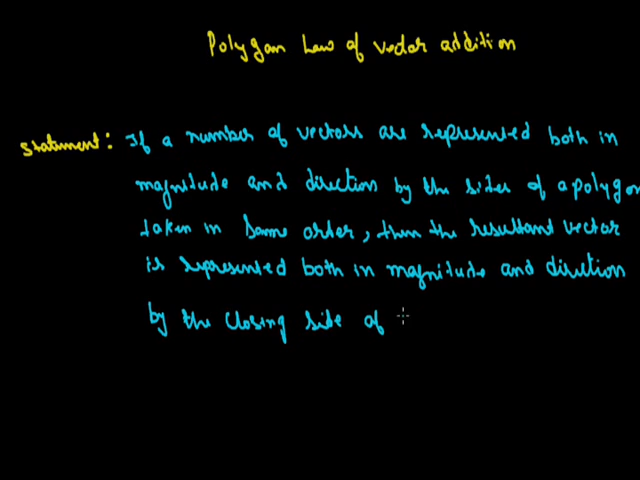 Polygan Law of vector addition
Statement: If a number of vectors are represented both in
magnitude and direction by the sides of a polygon
taken in same order, then the resultant vector
is represented both in magnitude and direction
by the closing side of